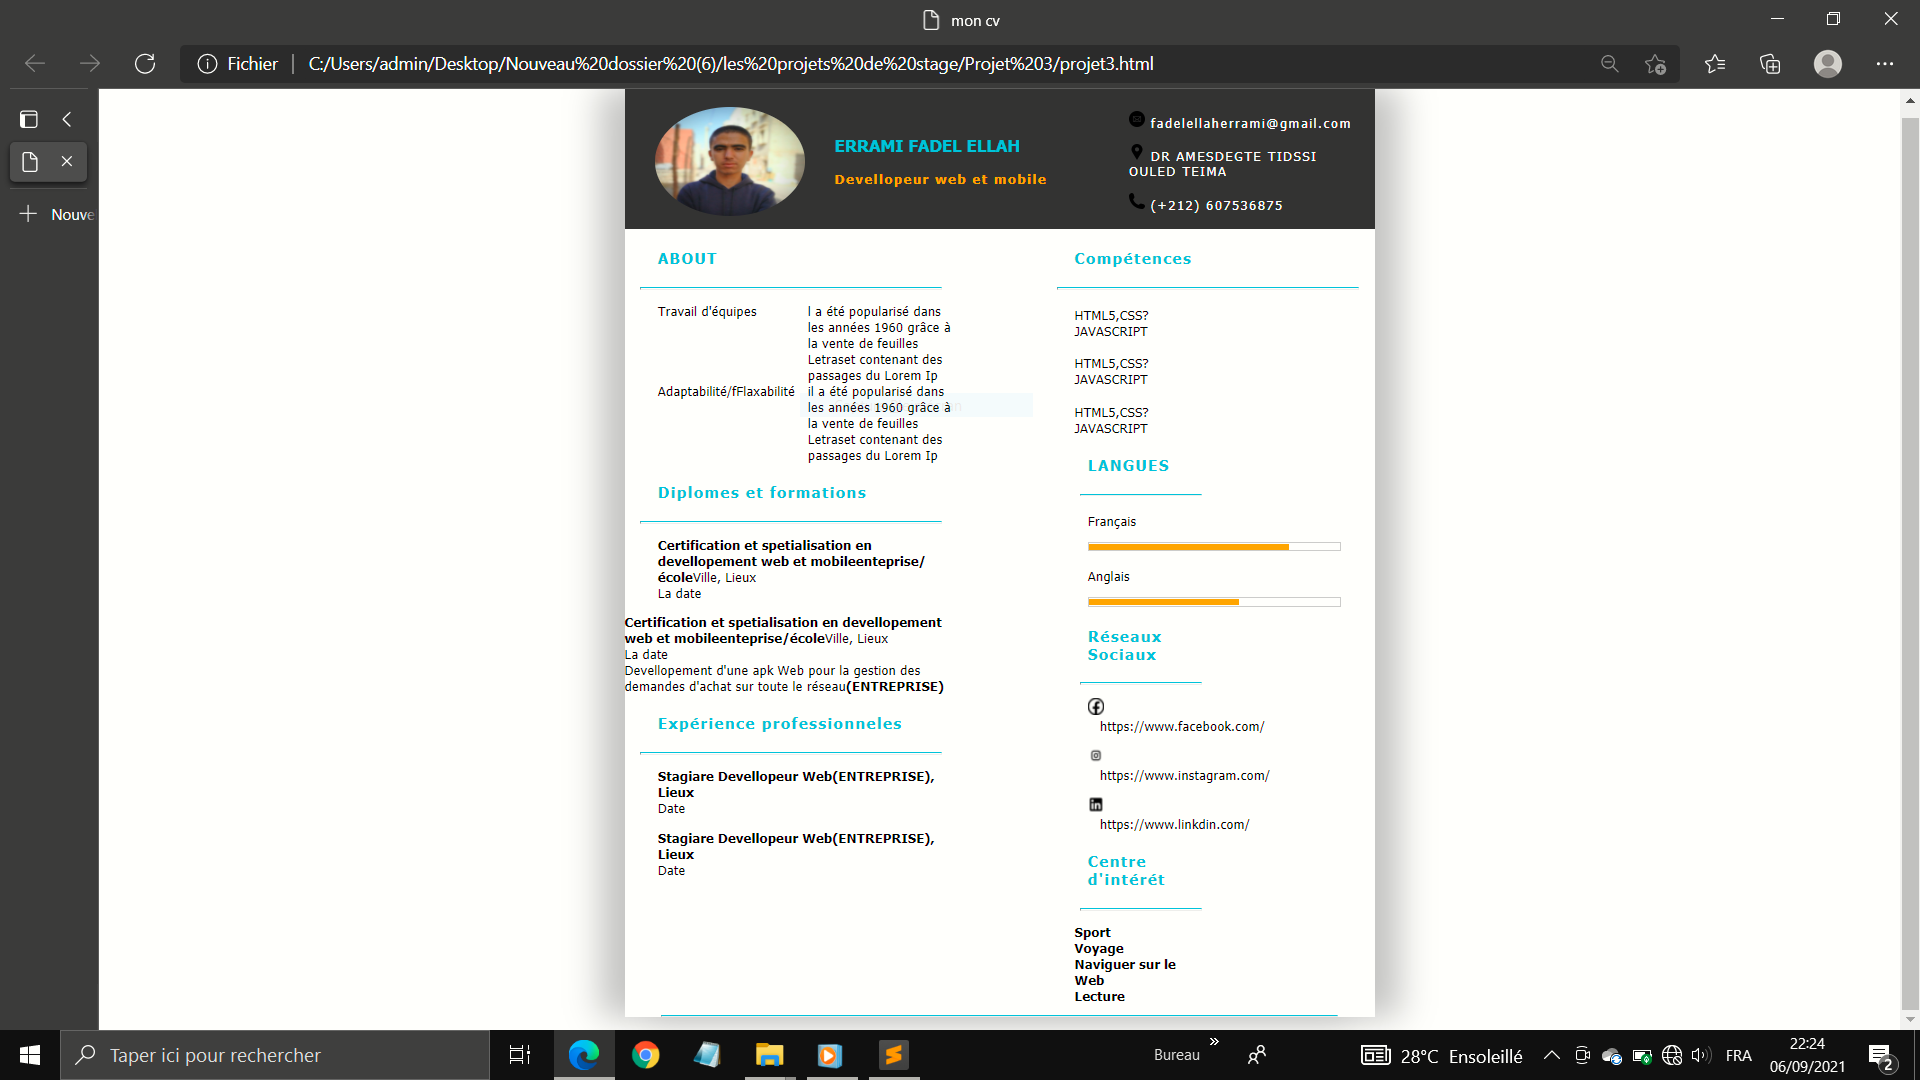 mon cv
Fichier
C:/Users/admin/Desktop/Nouveau%20dossier%20(6)/les%20projets%20de%20stage/Projet%203/projet3.html
Nouve
ERRAMI FADEL ELLAH
Devellopeur web et mobile
fadelellaherrami@gmail.com
DR AMESDEGTE TIDSSI
OULED TEIMA
(+212) 607536875
ABOUT
Travail d'équipes
l a été popularisé dans
les années 1960 grâce à
la vente de feuilles
Letraset contenant des
passages du Lorem Ip
Adaptabilité/fFlaxabilité
il a été popularisé dans
les années 1960 grâce à
la vente de feuilles
Letraset contenant des
passages du Lorem Ip
Diplomes et formations
Certification et spetialisation en
devellopement web et mobileenteprise/
écoleVille, Lieux
La date
Certification et spetialisation en devellopement
web et mobileenteprise/écoleVille, Lieux
La date
Devellopement d'une apk Web pour la gestion des
demandes d'achat sur toute le réseau(ENTREPRISE)
Expérience professionneles
Stagiare Devellopeur Web(ENTREPRISE),
Lieux
Date
Stagiare Devellopeur Web(ENTREPRISE),
Lieux
Date
Compétences
HTML5,CSS?
JAVASCRIPT
HTML5,CSS?
JAVASCRIPT
HTML5,CSS?
JAVASCRIPT
LANGUES
Français
Anglais
Réseaux
Sociaux
https://www.facebook.com/
https://www.instagram.com/
https://www.linkdin.com/
Centre
d'intérét
Sport
Voyage
Naviguer sur le
Web
Lecture
Taper ici pour rechercher
Bureau
28°C Ensoleillé
FRA
22:24
06/09/2021
2